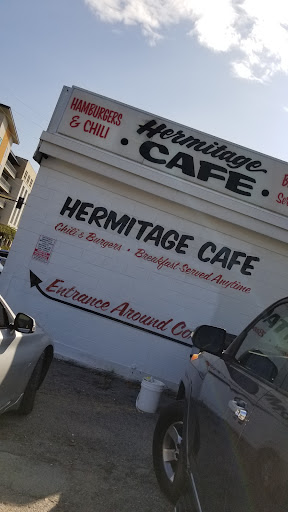 HAMBURGERS
& CHILI
Hermitage
• CAFE •
HERMITAGE CAFE
Chili & Burgers • Breakfast Served Anytime
Entrance Around